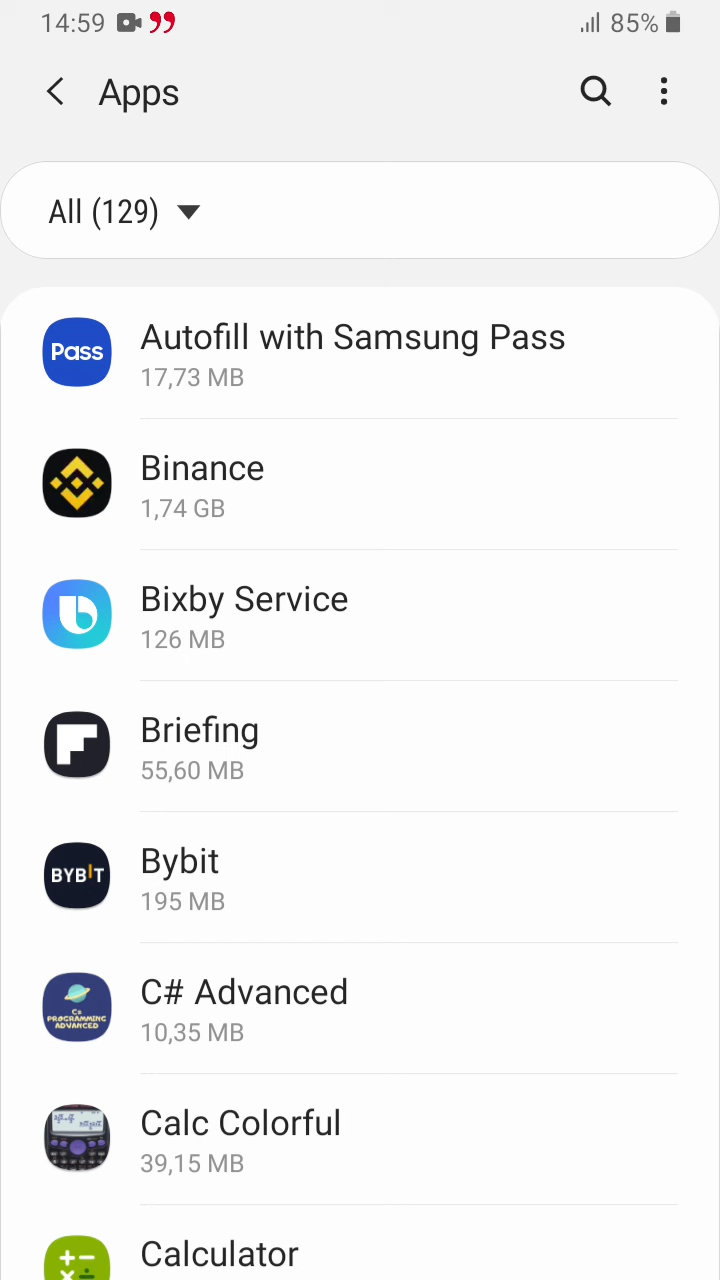 14:59 85%
Apps
All (129)
Pass
Autofill with Samsung Pass
17,73 MB
Binance
1,74 GB
Bixby Service
126 MB
Briefing
55,60 MB
BYBIT
Bybit
195 MB
C#
PROGRAMMING
ADVANCED
C# Advanced
10,35 MB
Calc Colorful
39,15 MB
Calculator